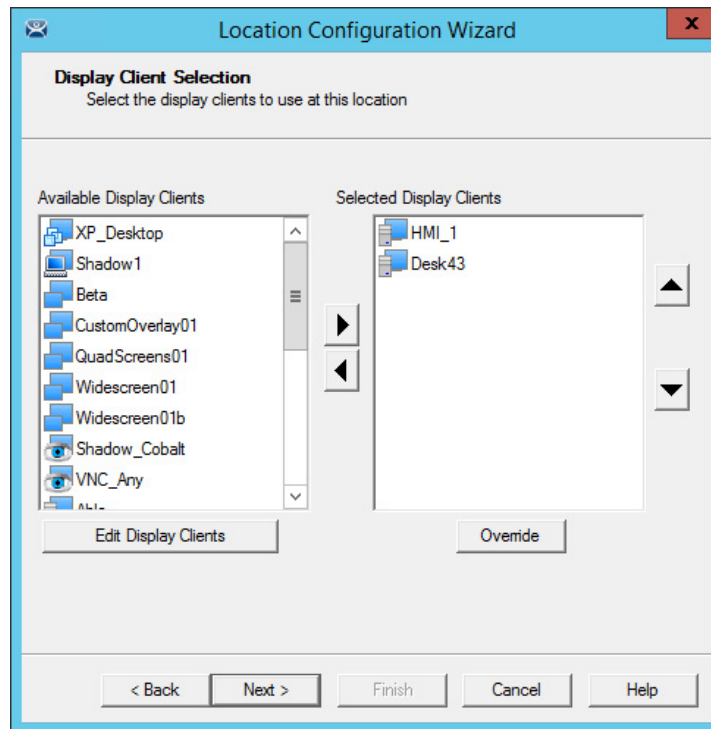 Location Configuration Wizard
x
Display Client Selection
Select the display clients to use at this location
Available Display Clients
XP_Desktop
Shadow1
Beta
CustomOverlay01
QuadScreens01
Widescreen01
Widescreen01b
Shadow_Cobalt
VNC_Any
Edit Display Clients
Selected Display Clients
HMI_1
Desk43
Override
< Back
Next >
Finish
Cancel
Help